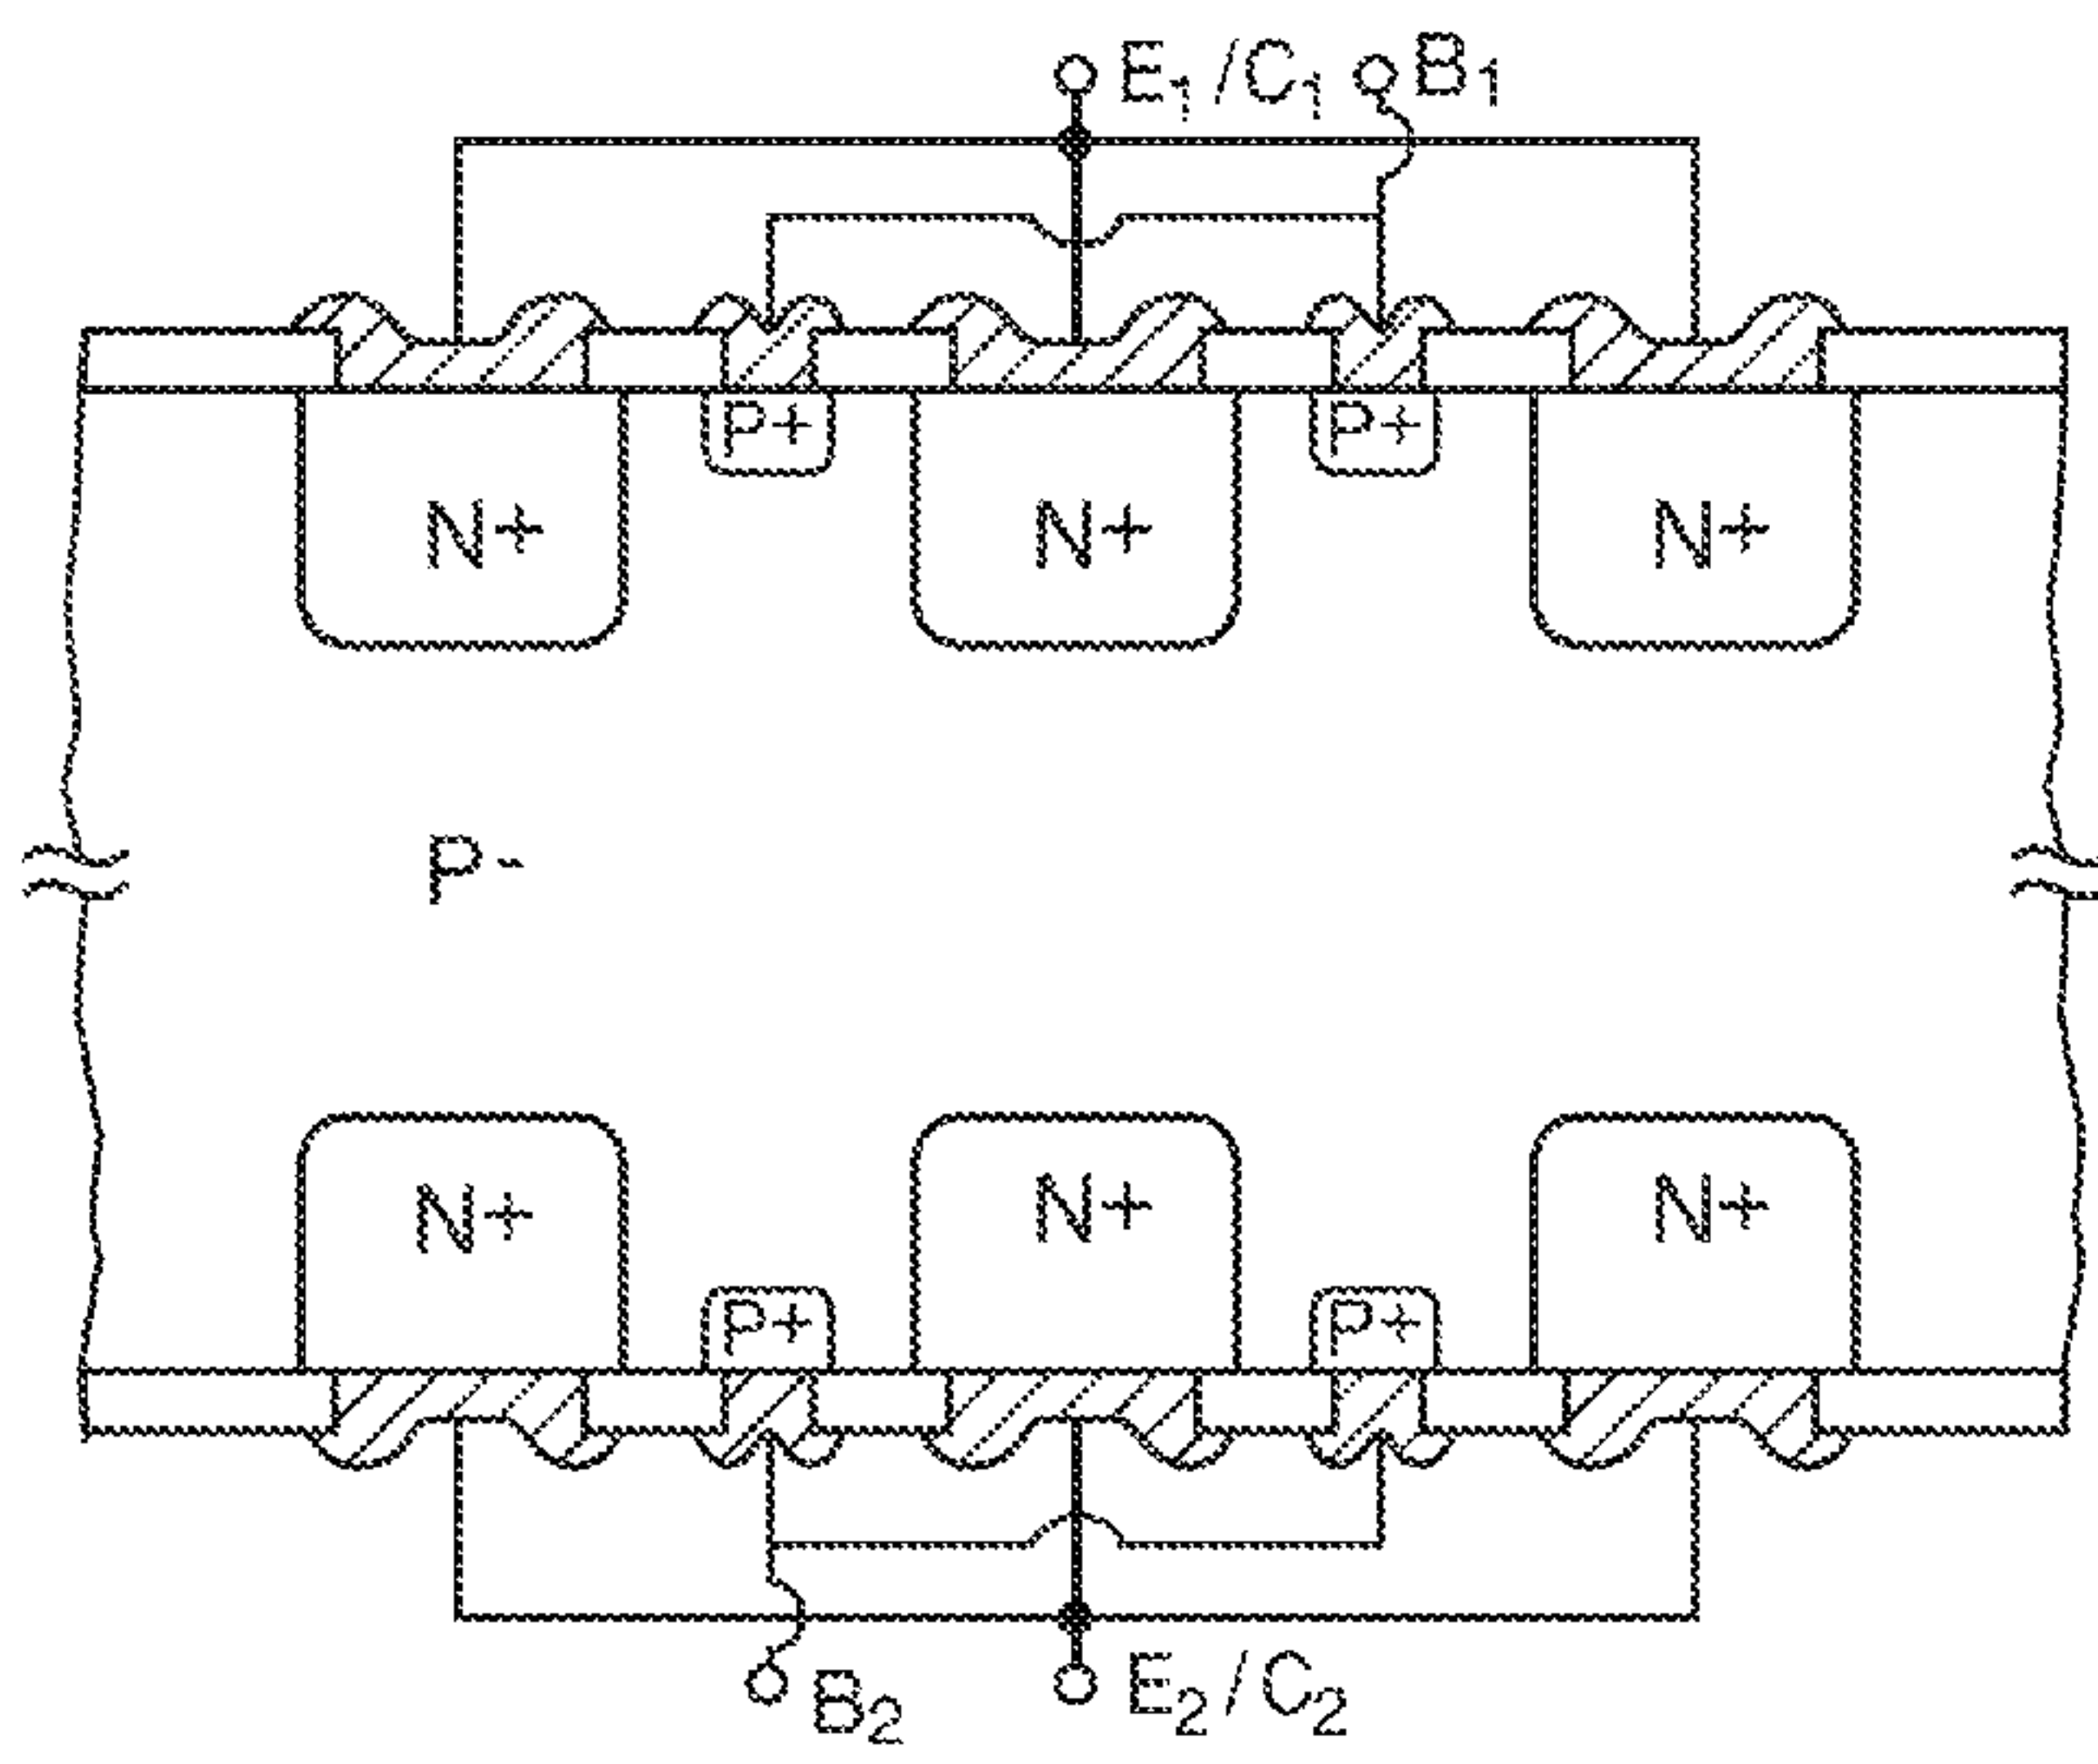 E₁/C₁ B₁
P+ P+
N+ N+ N+
P-
N+ N+ N+
P+ P+
B₂ E₂/C₂